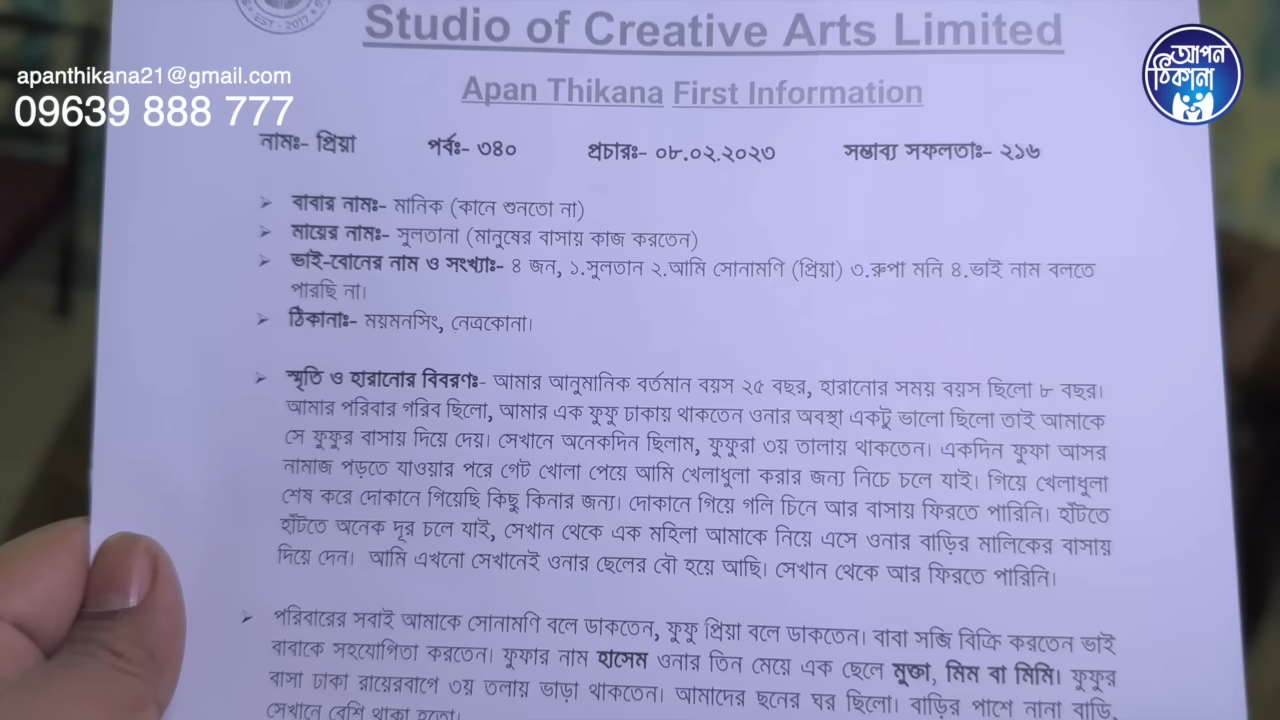 EST - 2017
Studio of Creative Arts Limited
apanthikana21@gmail.com
09639 888 777
আপন
ঠিকানা
Apan Thikana First Information
নামঃ- প্রিয়া পর্বঃ- ৩৪০ প্রচারঃ- ০৮.০২.২০২৩ সম্ভাব্য সফলতাঃ- ২১৬
➢ বাবার নামঃ- মানিক (কানে শুনতো না)
➢ মায়ের নামঃ- সুলতানা (মানুষের বাসায় কাজ করতেন)
➢ ভাই-বোনের নাম ও সংখ্যাঃ- ৪ জন, ১.সুলতান ২.আমি সোনামণি (প্রিয়া) ৩.রুপা মনি ৪.ভাই নাম বলতে
পারছি না।
➢ ঠিকানাঃ- ময়মনসিং, নেত্রকোনা।
➢ স্মৃতি ও হারানোর বিবরণঃ- আমার আনুমানিক বর্তমান বয়স ২৫ বছর, হারানোর সময় বয়স ছিলো ৮ বছর।
আমার পরিবার গরিব ছিলো, আমার এক ফুফু ঢাকায় থাকতেন ওনার অবস্থা একটু ভালো ছিলো তাই আমাকে
সে ফুফুর বাসায় দিয়ে দেয়। সেখানে অনেকদিন ছিলাম, ফুফুরা ৩য় তালায় থাকতেন। একদিন ফুফা আসর
নামাজ পড়তে যাওয়ার পরে গেট খোলা পেয়ে আমি খেলাধুলা করার জন্য নিচে চলে যাই। গিয়ে খেলাধুলা
শেষ করে দোকানে গিয়েছি কিছু কিনার জন্য। দোকানে গিয়ে গলি চিনে আর বাসায় ফিরতে পারিনি। হাঁটতে
হাঁটতে অনেক দূর চলে যাই, সেখান থেকে এক মহিলা আমাকে নিয়ে এসে ওনার বাড়ির মালিকের বাসায়
দিয়ে দেন। আমি এখনো সেখানেই ওনার ছেলের বৌ হয়ে আছি। সেখান থেকে আর ফিরতে পারিনি।
➢ পরিবারের সবাই আমাকে সোনামণি বলে ডাকতেন, ফুফু প্রিয়া বলে ডাকতেন। বাবা সব্জি বিক্রি করতেন ভাই
বাবাকে সহযোগিতা করতেন। ফুফার নাম হাসেম ওনার তিন মেয়ে এক ছেলে মুক্তা, মিম বা মিমি। ফুফুর
বাসা ঢাকা রায়েরবাগে ৩য় তলায় ভাড়া থাকতেন। আমাদের ছনের ঘর ছিলো। বাড়ির পাশে নানা বাড়ি,
সেখানে বেশি থাকা হতো।